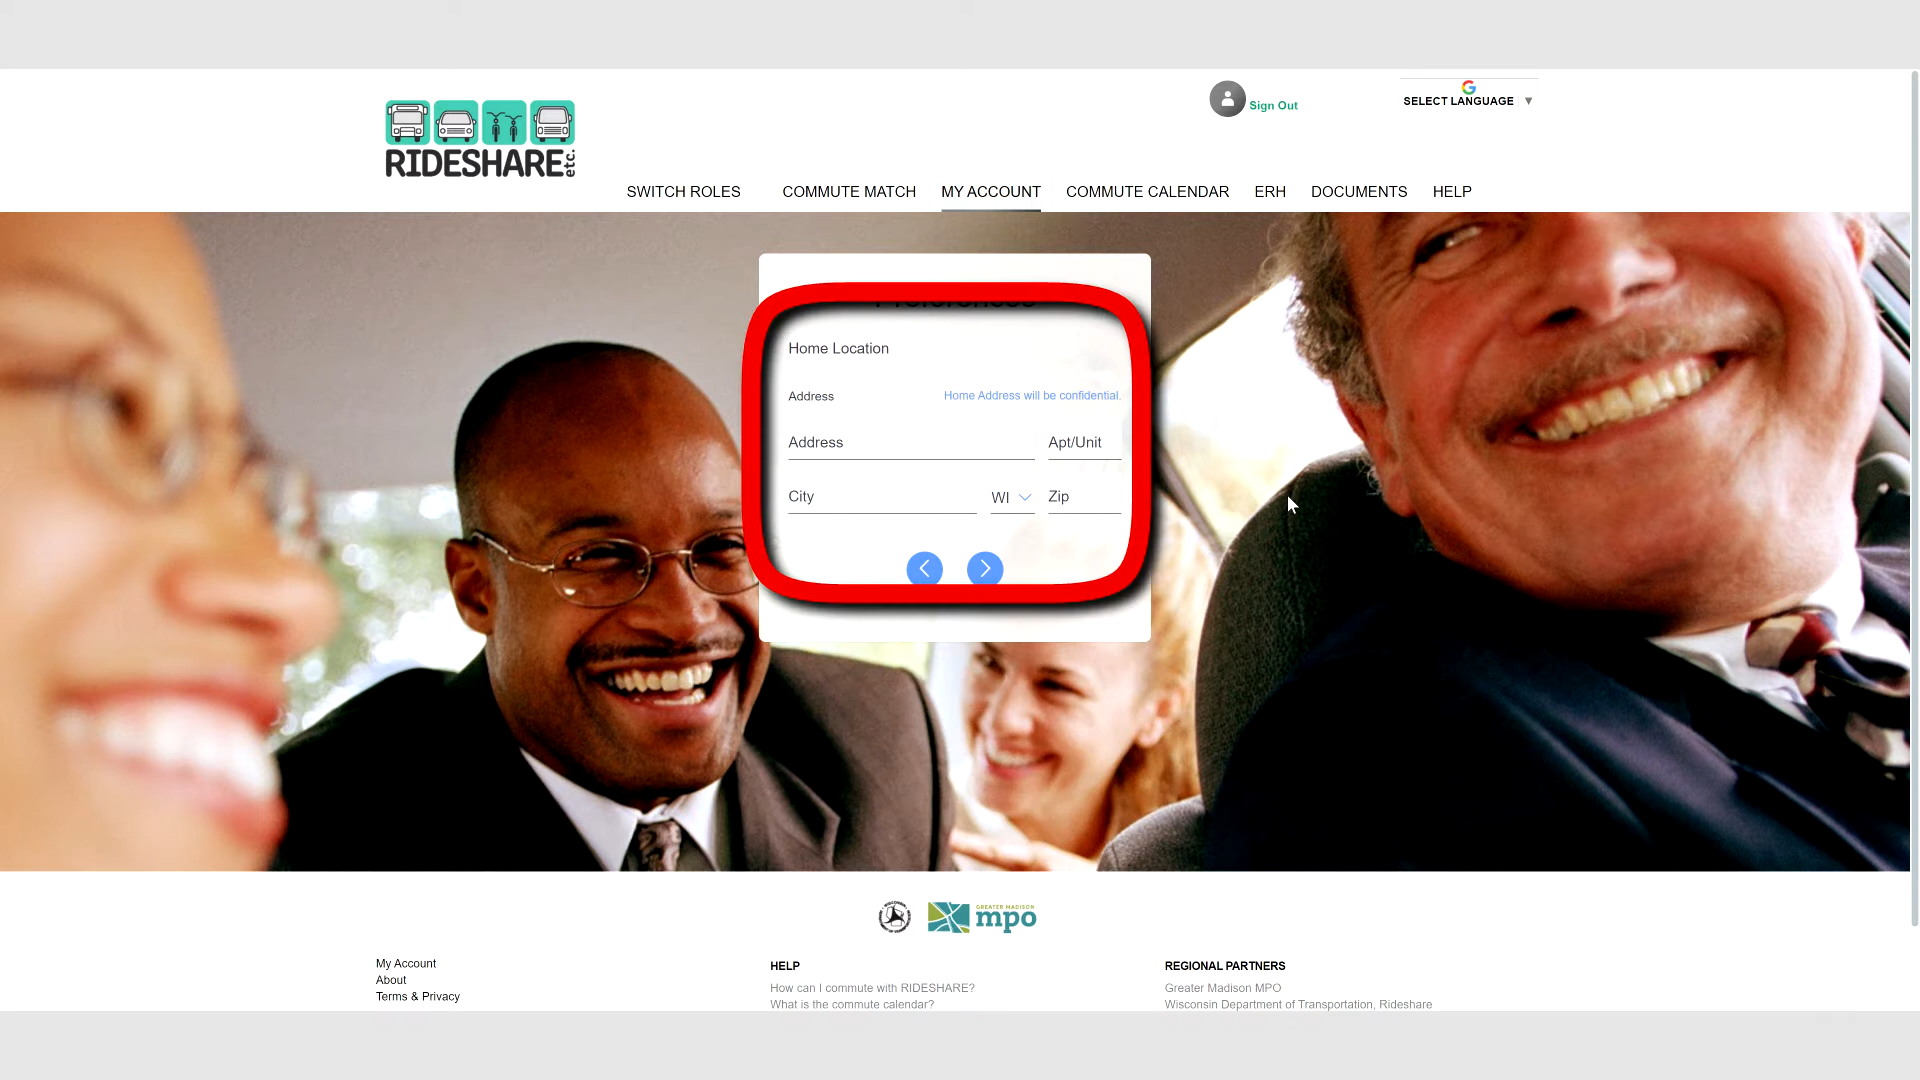 Sign Out
SELECT LANGUAGE ▼
RIDESHARE etc.
SWITCH ROLES COMMUTE MATCH MY ACCOUNT COMMUTE CALENDAR ERH DOCUMENTS HELP
Preferences
Home Location
Address Home Address will be confidential.
Address Apt/Unit
City WI Zip
GREATER MADISON
mpo
My Account
About
Terms & Privacy
HELP
How can I commute with RIDESHARE?
What is the commute calendar?
REGIONAL PARTNERS
Greater Madison MPO
Wisconsin Department of Transportation, Rideshare